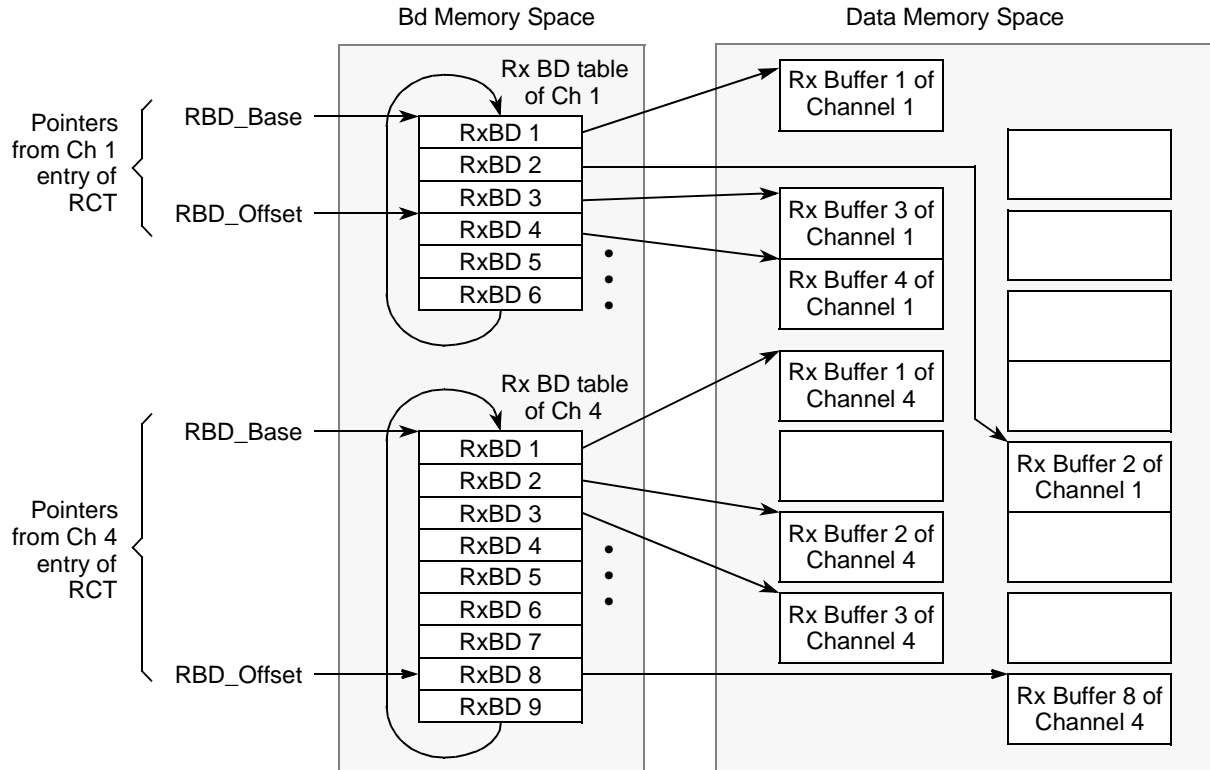 Bd Memory Space
Data Memory Space
Pointers
from Ch 1
entry of
RCT
RBD_Base
RBD_Offset
Rx BD table
of Ch 1
RxBD 1
RxBD 2
RxBD 3
RxBD 4
RxBD 5
RxBD 6
Rx Buffer 1 of
Channel 1
Rx Buffer 3 of
Channel 1
Rx Buffer 4 of
Channel 1
Pointers
from Ch 4
entry of
RCT
RBD_Base
RBD_Offset
Rx BD table
of Ch 4
RxBD 1
RxBD 2
RxBD 3
RxBD 4
RxBD 5
RxBD 6
RxBD 7
RxBD 8
RxBD 9
Rx Buffer 1 of
Channel 4
Rx Buffer 2 of
Channel 4
Rx Buffer 3 of
Channel 4
Rx Buffer 2 of
Channel 1
Rx Buffer 8 of
Channel 4